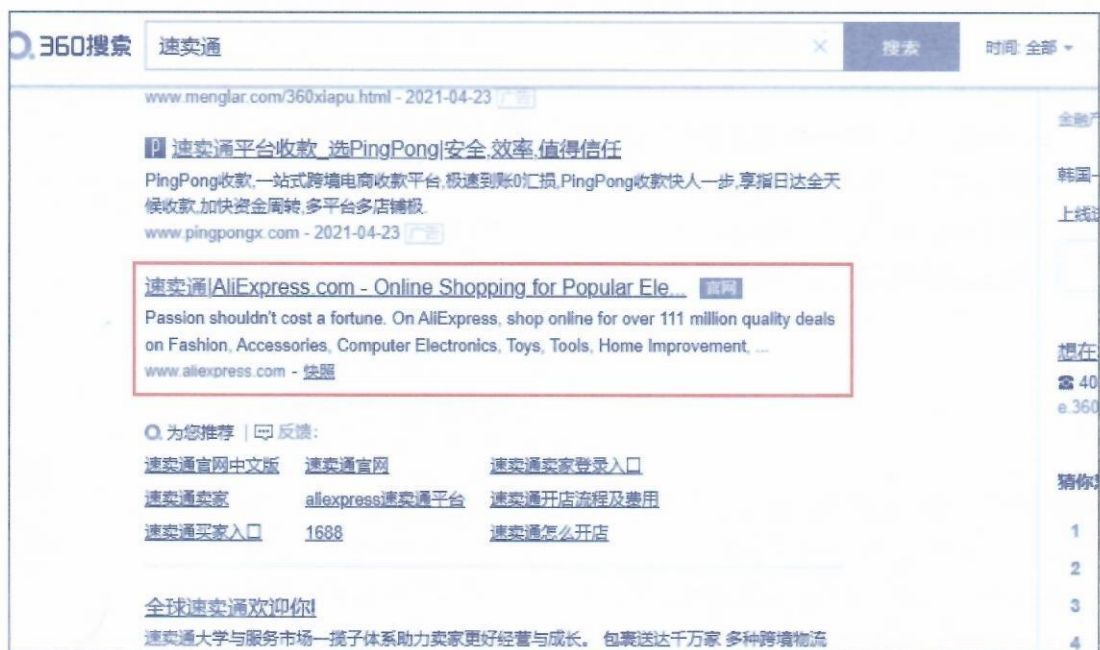 360搜索 速卖通 × 搜索 时间: 全部
www.menglar.com/360xiapu.html - 2021-04-23 广告
速卖通平台收款_选PingPong|安全,效率,值得信任
PingPong收款,一站式跨境电商收款平台,极速到账0汇损,PingPong收款快人一步,享指日达全天
候收款,加快资金周转,多平台多店铺极.
www.pingpongx.com - 2021-04-23 广告
速卖通|AliExpress.com - Online Shopping for Popular Ele... 官网
Passion shouldn't cost a fortune. On AliExpress, shop online for over 111 million quality deals
on Fashion, Accessories, Computer Electronics, Toys, Tools, Home Improvement, ...
www.aliexpress.com - 快照
为您推荐 | 反馈:
速卖通官网中文版 速卖通官网 速卖通卖家登录入口
速卖通卖家 aliexpress速卖通平台 速卖通开店流程及费用
速卖通买家入口 1688 速卖通怎么开店
全球速卖通欢迎你!
速卖通大学与服务市场一揽子体系助力卖家更好经营与成长。 包裹送达千万家 多种跨境物流
金融产
韩国-
上线
想在
40
e.360
猜你
1
2
3
4